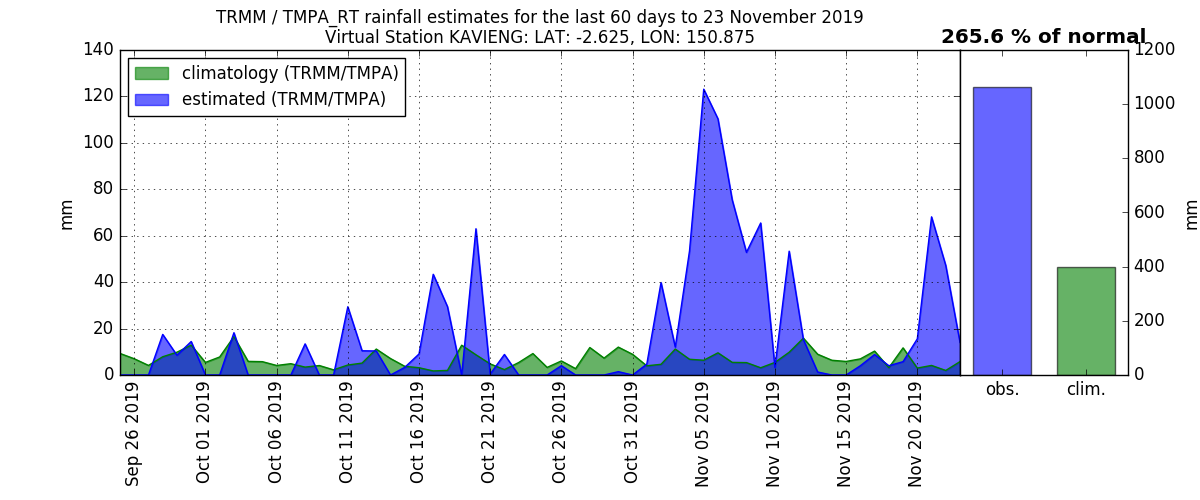 TRMM / TMPA_RT rainfall estimates for the last 60 days to 23 November 2019
Virtual Station KAVIENG: LAT: -2.625, LON: 150.875
265.6 % of normal
climatology (TRMM/TMPA)
estimated (TRMM/TMPA)
mm
140
120
100
80
60
40
20
0
Sep 26 2019
Oct 01 2019
Oct 06 2019
Oct 11 2019
Oct 16 2019
Oct 21 2019
Oct 26 2019
Oct 31 2019
Nov 05 2019
Nov 10 2019
Nov 15 2019
Nov 20 2019
obs.
clim.
1200
1000
800
600
400
200
0
mm